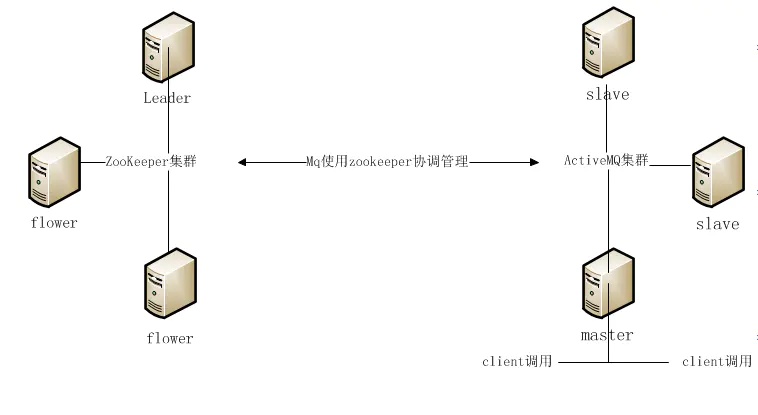 Leader
slave
ZooKeeper集群
Mq使用zookeeper协调管理
ActiveMQ集群
flower
slave
flower
master
client调用
client调用